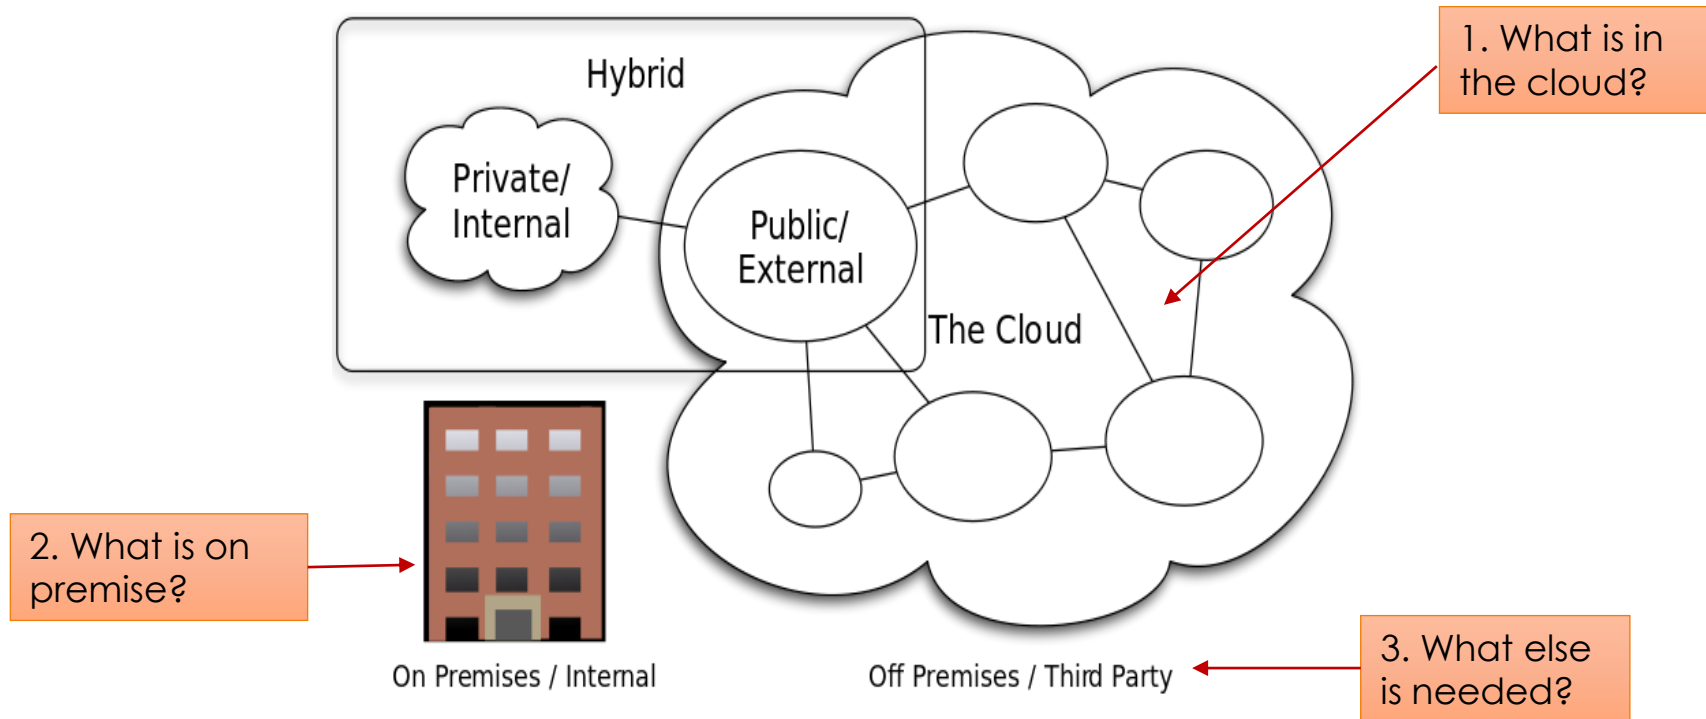 1. What is in
the cloud?
Hybrid
Private/
Internal
Public/
External
The Cloud
2. What is on
premise?
On Premises / Internal
Off Premises / Third Party
3. What else
is needed?